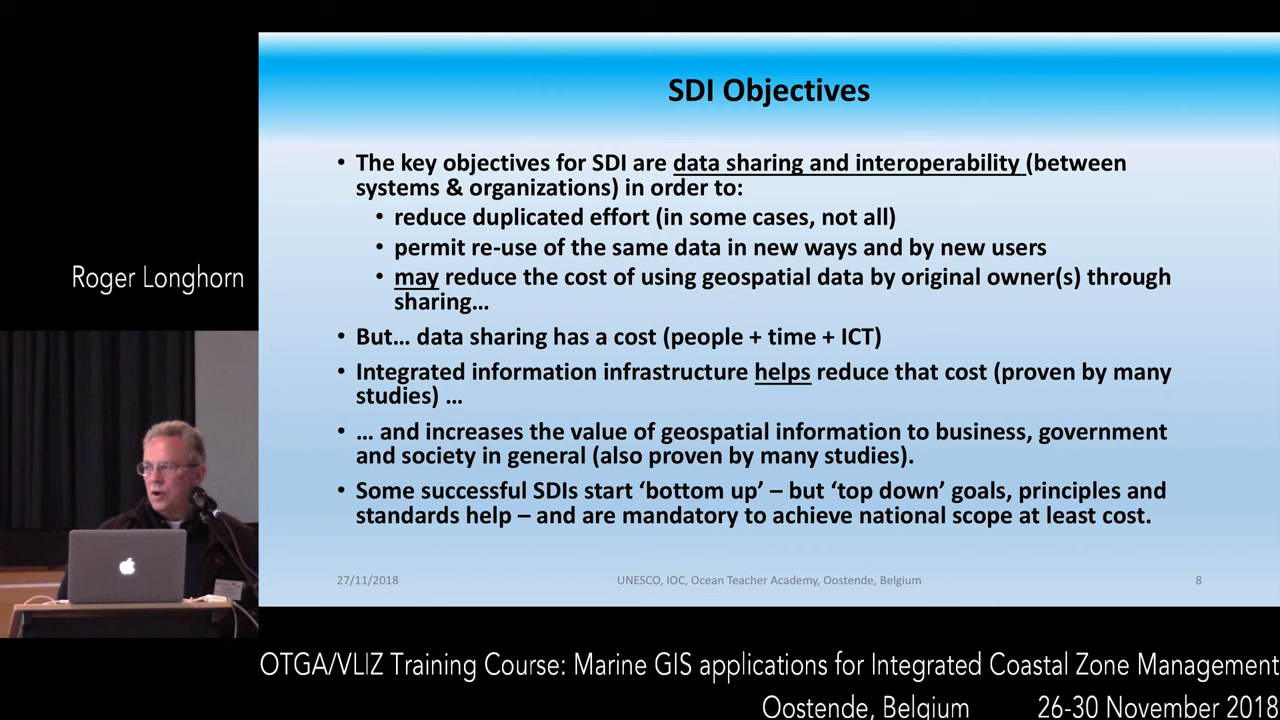 SDI Objectives
• The key objectives for SDI are data sharing and interoperability (between
systems & organizations) in order to:
• reduce duplicated effort (in some cases, not all)
• permit re-use of the same data in new ways and by new users
• may reduce the cost of using geospatial data by original owner(s) through
sharing…
• But… data sharing has a cost (people + time + ICT)
• Integrated information infrastructure helps reduce that cost (proven by many
studies) …
• … and increases the value of geospatial information to business, government
and society in general (also proven by many studies).
• Some successful SDIs start ‘bottom up’ – but ‘top down’ goals, principles and
standards help – and are mandatory to achieve national scope at least cost.
27/11/2018 UNESCO, IOC, Ocean Teacher Academy, Oostende, Belgium 8
Roger Longhorn
OTGA/VLIZ Training Course: Marine GIS applications for Integrated Coastal Zone Management
Oostende, Belgium 26-30 November 2018